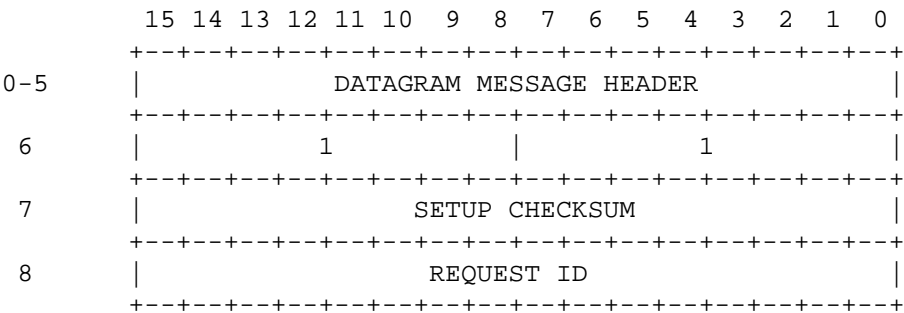 15 14 13 12 11 10 9 8 7 6 5 4 3 2 1 0
+--+--+--+--+--+--+--+--+--+--+--+--+--+--+--+--+
0-5 | DATAGRAM MESSAGE HEADER |
+--+--+--+--+--+--+--+--+--+--+--+--+--+--+--+--+
6 | 1 | 1 |
+--+--+--+--+--+--+--+--+--+--+--+--+--+--+--+--+
7 | SETUP CHECKSUM |
+--+--+--+--+--+--+--+--+--+--+--+--+--+--+--+--+
8 | REQUEST ID |
+--+--+--+--+--+--+--+--+--+--+--+--+--+--+--+--+